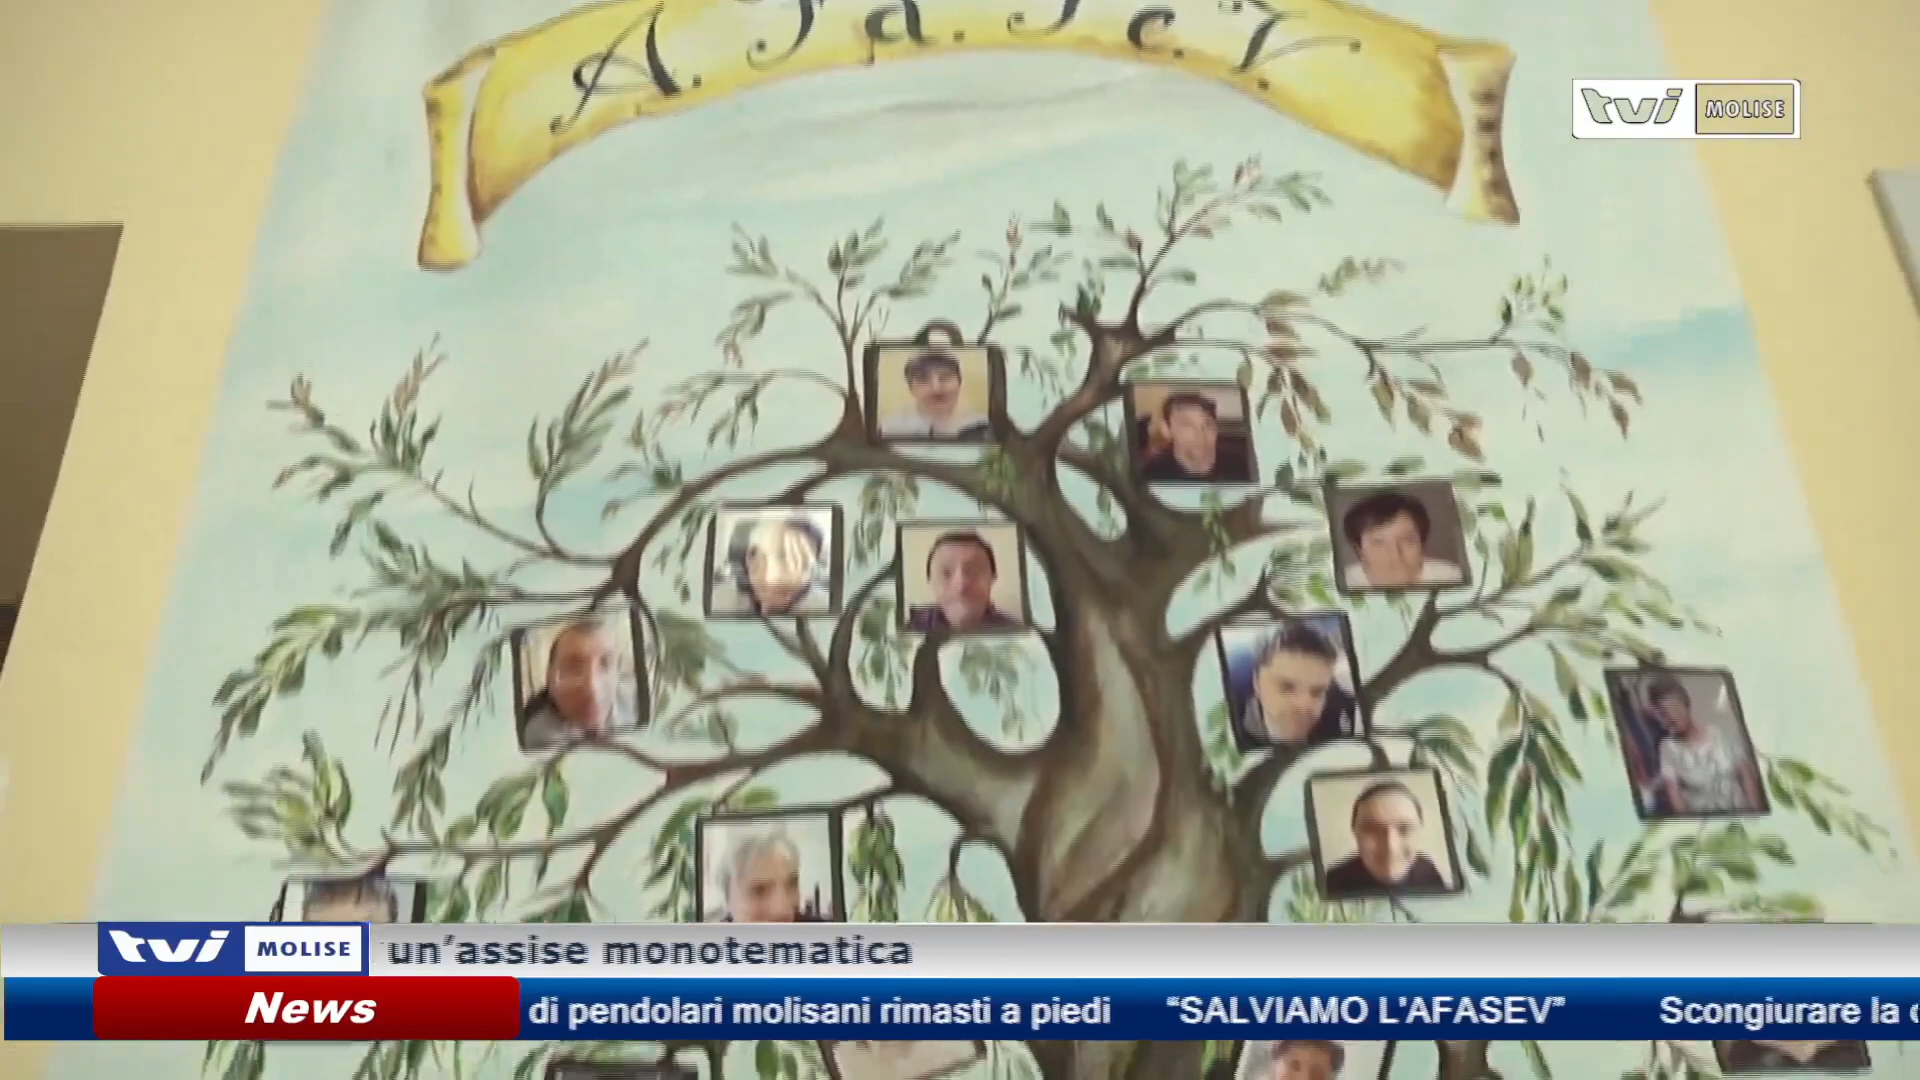 A.Fa.Se.V.
tvi MOLISE
tvi MOLISE un'assise monotematica
News di pendolari molisani rimasti a piedi “SALVIAMO L'AFASEV” Scongiurare la